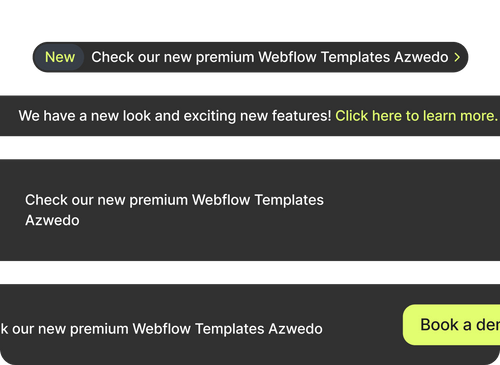 New Check our new premium Webflow Templates Azwedo
We have a new look and exciting new features! Click here to learn more.
Check our new premium Webflow Templates
Azwedo
k our new premium Webflow Templates Azwedo
Book a der